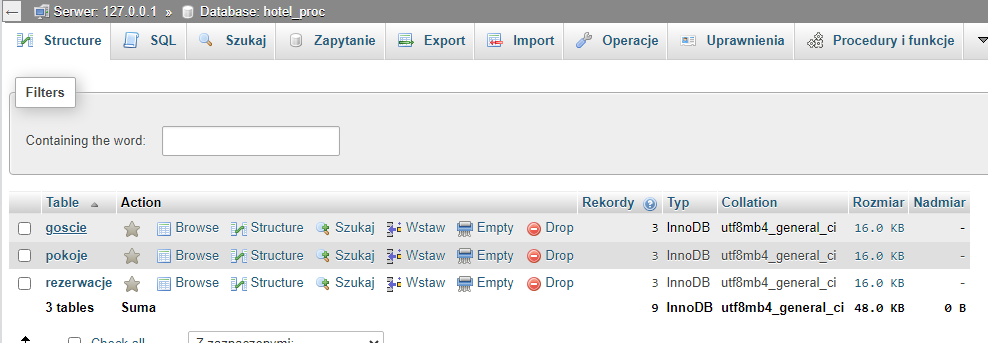 Serwer: 127.0.0.1 » Database: hotel_proc
Structure SQL Szukaj Zapytanie Export Import Operacje Uprawnienia Procedury i funkcje
Filters
Containing the word:
Table Action Rekordy Typ Collation Rozmiar Nadmiar
goscie Browse Structure Szukaj Wstaw Empty Drop 3 InnoDB utf8mb4_general_ci 16.0 KB -
pokoje Browse Structure Szukaj Wstaw Empty Drop 3 InnoDB utf8mb4_general_ci 16.0 KB -
rezerwacje Browse Structure Szukaj Wstaw Empty Drop 3 InnoDB utf8mb4_general_ci 16.0 KB -
3 tables Suma 9 InnoDB utf8mb4_general_ci 48.0 KB 0 B
Check all Z zaznaczonymi: